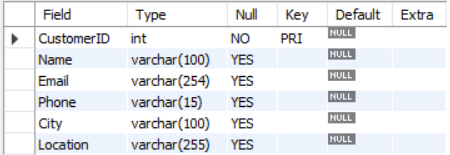 Field Type Null Key Default Extra
CustomerID int NO PRI NULL
Name varchar(100) YES NULL
Email varchar(254) YES NULL
Phone varchar(15) YES NULL
City varchar(100) YES NULL
Location varchar(255) YES NULL